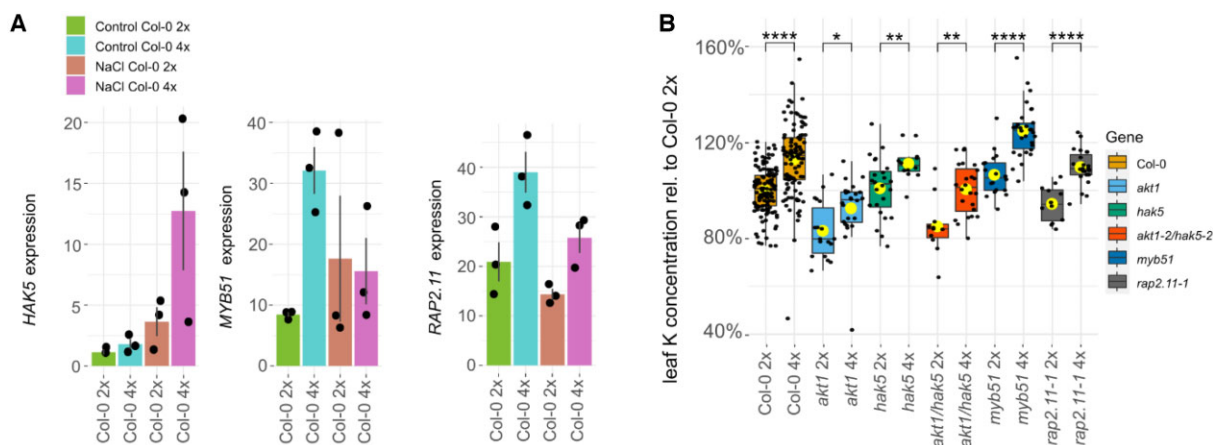 A
Control Col-0 2x
Control Col-0 4x
NaCl Col-0 2x
NaCl Col-0 4x
HAK5 expression
20
15
10
5
0
Col-0 2x
Col-0 4x
Col-0 2x
Col-0 4x
MYB51 expression
40
30
20
10
0
Col-0 2x
Col-0 4x
Col-0 2x
Col-0 4x
RAP2.11 expression
40
30
20
10
0
Col-0 2x
Col-0 4x
Col-0 2x
Col-0 4x
B
leaf K concentration rel. to Col-0 2x
160%
120%
80%
40%
**** * ** ** **** ****
Col-0 2x
Col-0 4x
akt1 2x
akt1 4x
hak5 2x
hak5 4x
akt1/hak5 2x
akt1/hak5 4x
myb51 2x
myb51 4x
rap2.11-1 2x
rap2.11-1 4x
Gene
Col-0
akt1
hak5
akt1-2/hak5-2
myb51
rap2.11-1